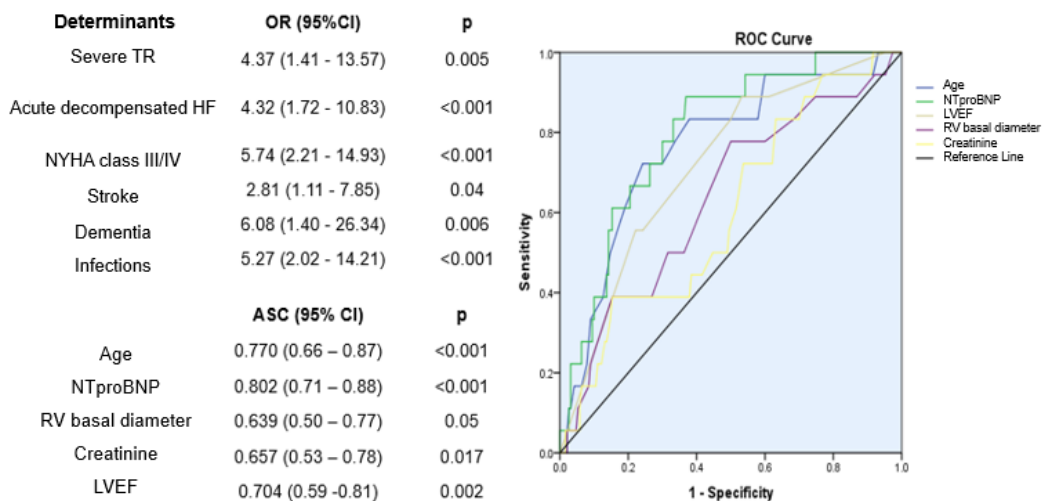 Determinants OR (95%CI) p
Severe TR 4.37 (1.41 - 13.57) 0.005
Acute decompensated HF 4.32 (1.72 - 10.83) <0.001
NYHA class III/IV 5.74 (2.21 - 14.93) <0.001
Stroke 2.81 (1.11 - 7.85) 0.04
Dementia 6.08 (1.40 - 26.34) 0.006
Infections 5.27 (2.02 - 14.21) <0.001
ASC (95% CI) p
Age 0.770 (0.66 – 0.87) <0.001
NTproBNP 0.802 (0.71 – 0.88) <0.001
RV basal diameter 0.639 (0.50 – 0.77) 0.05
Creatinine 0.657 (0.53 – 0.78) 0.017
LVEF 0.704 (0.59 -0.81) 0.002
ROC Curve
Sensitivity
1.0
0.8
0.6
0.4
0.2
0.0
0.0 0.2 0.4 0.6 0.8 1.0
1 - Specificity
Age
NTproBNP
LVEF
RV basal diameter
Creatinine
Reference Line